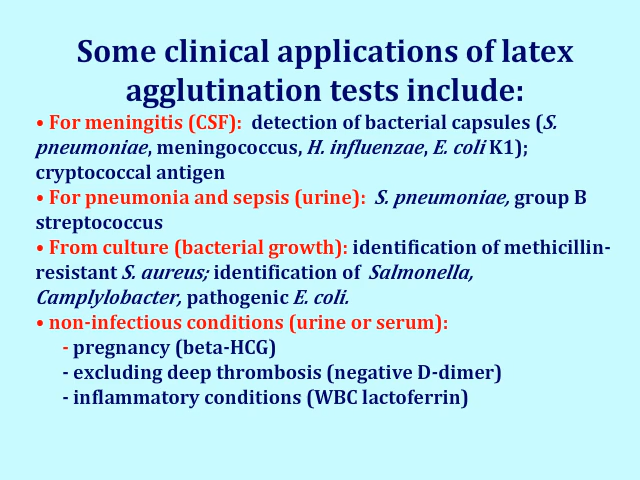 Some clinical applications of latex
agglutination tests include:
• For meningitis (CSF): detection of bacterial capsules (S.
pneumoniae, meningococcus, H. influenzae, E. coli K1);
cryptococcal antigen
• For pneumonia and sepsis (urine): S. pneumoniae, group B
streptococcus
• From culture (bacterial growth): identification of methicillin-
resistant S. aureus; identification of Salmonella,
Camplylobacter, pathogenic E. coli.
• non-infectious conditions (urine or serum):
- pregnancy (beta-HCG)
- excluding deep thrombosis (negative D-dimer)
- inflammatory conditions (WBC lactoferrin)